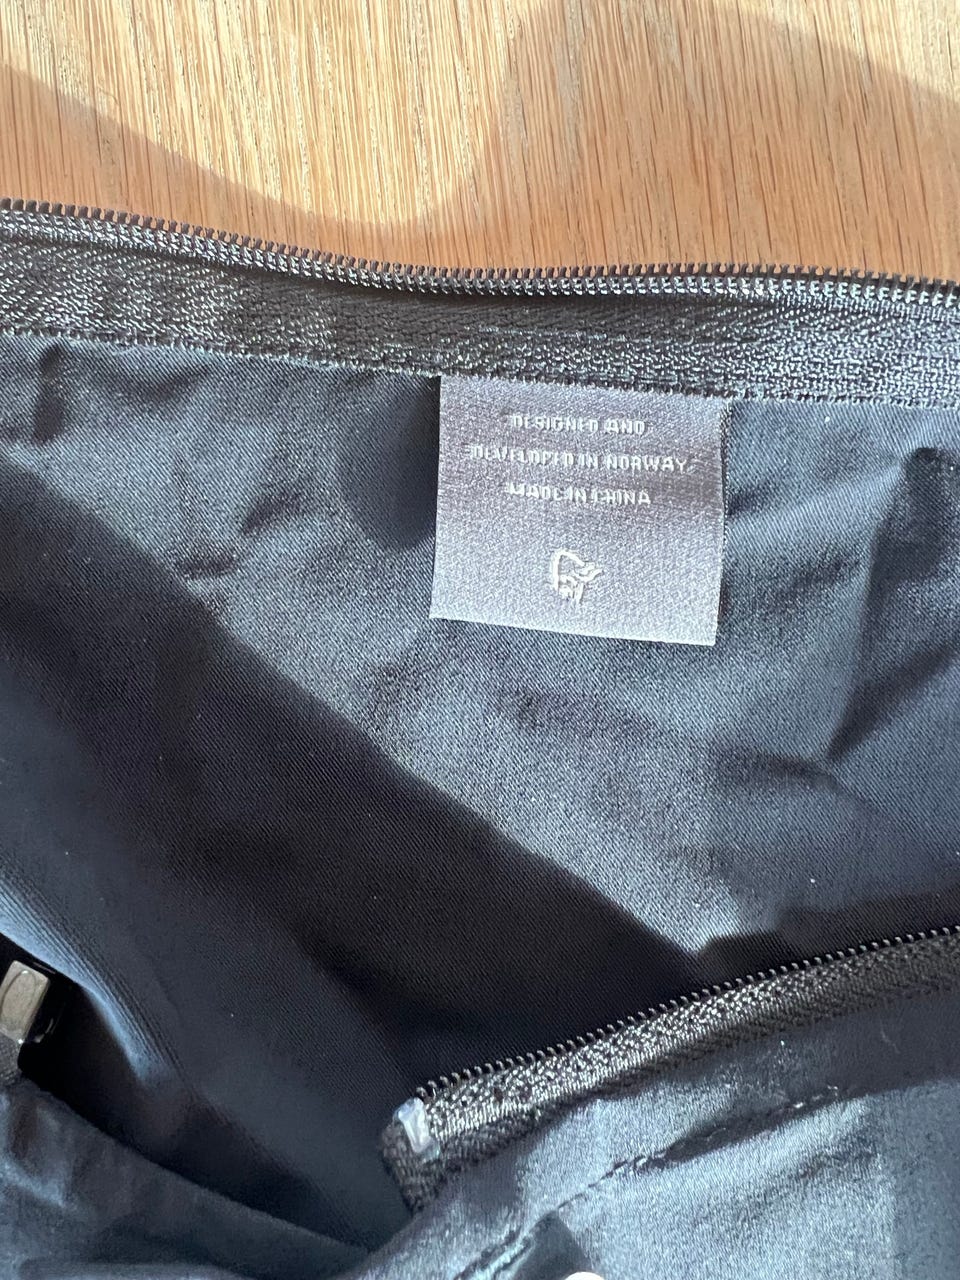 DESIGNED AND
DEVELOPED IN NORWAY
MADE IN CHINA